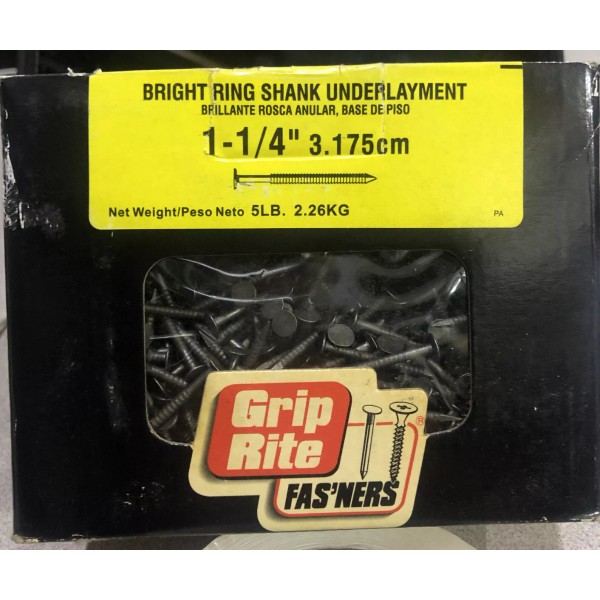 BRIGHT RING SHANK UNDERLAYMENT
BRILLANTE ROSCA ANULAR, BASE DE PISO
1-1/4" 3.175cm
Net Weight/Peso Neto 5LB. 2.26KG
PA
Grip
Rite
®
FAS'NERS